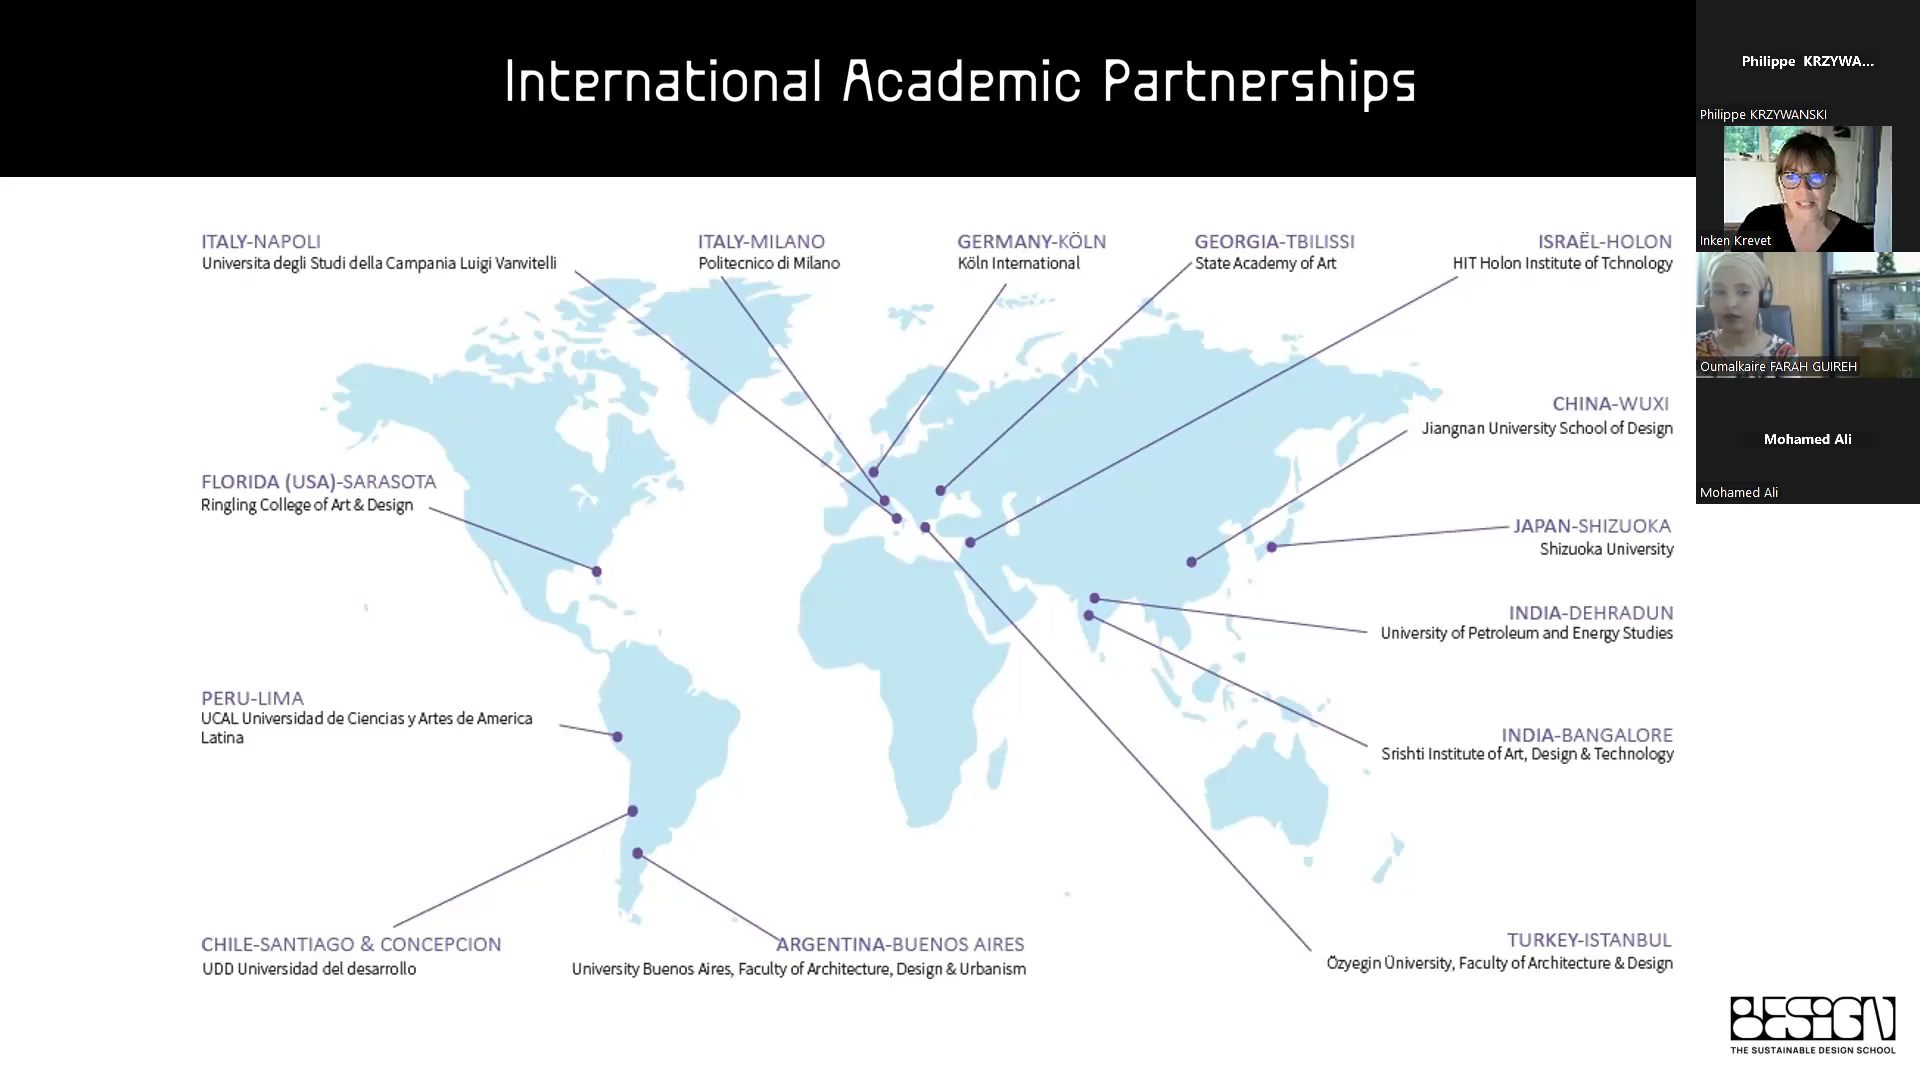 International Academic Partnerships
Philippe KRZYWA...
Philippe KRZYWANSKI
Inken Krevet
Oumalkaire FARAH GUIREH
Mohamed Ali
Mohamed Ali
ITALY-NAPOLI
Universita degli Studi della Campania Luigi Vanvitelli
ITALY-MILANO
Politecnico di Milano
GERMANY-KÖLN
Köln International
GEORGIA-TBILISSI
State Academy of Art
ISRAËL-HOLON
HIT Holon Institute of Tchnology
CHINA-WUXI
Jiangnan University School of Design
FLORIDA (USA)-SARASOTA
Ringling College of Art & Design
JAPAN-SHIZUOKA
Shizuoka University
INDIA-DEHRADUN
University of Petroleum and Energy Studies
PERU-LIMA
UCAL Universidad de Ciencias y Artes de America
Latina
INDIA-BANGALORE
Srishti Institute of Art, Design & Technology
CHILE-SANTIAGO & CONCEPCION
UDD Universidad del desarrollo
ARGENTINA-BUENOS AIRES
University Buenos Aires, Faculty of Architecture, Design & Urbanism
TURKEY-ISTANBUL
Özyegin Üniversity, Faculty of Architecture & Design
BESIGN
THE SUSTAINABLE DESIGN SCHOOL